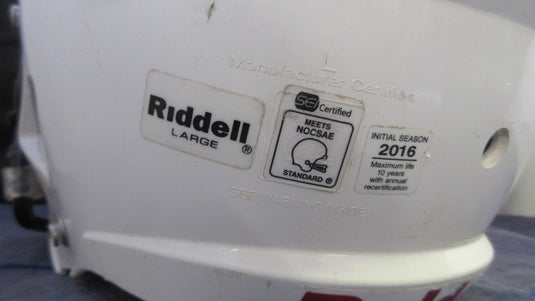 L
Manufacturer Certifies
Riddell®
LARGE
SEI Certified
MEETS
NOCSAE
STANDARD ®
INITIAL SEASON
2016
Maximum life
10 years
with annual
recertification
SEE WARNING INSIDE